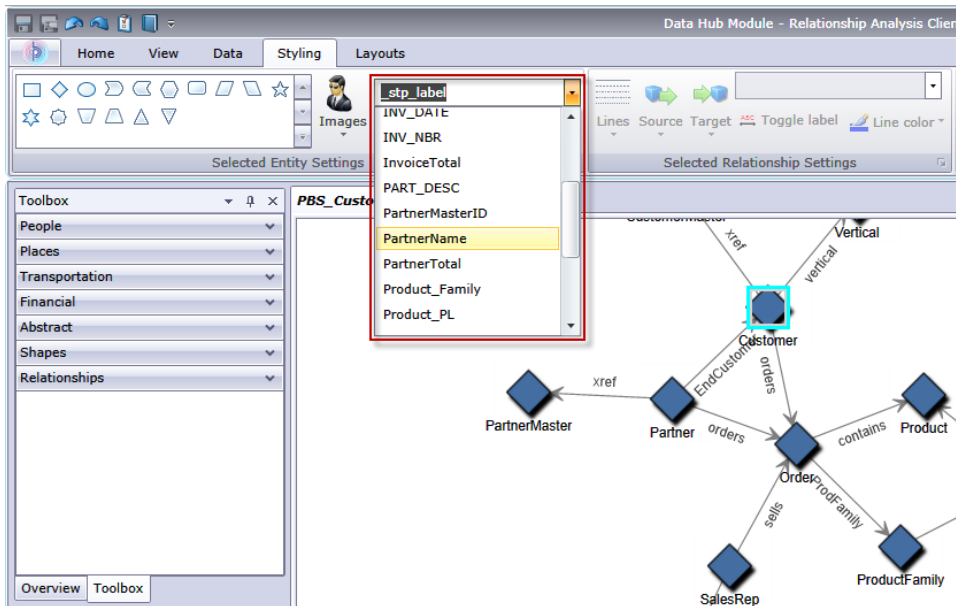 Data Hub Module - Relationship Analysis Clien
Home View Data Styling Layouts
_stp_label
Images
INV_DATE
INV_NBR
InvoiceTotal
PART_DESC
PartnerMasterID
PartnerName
PartnerTotal
Product_Family
Product_PL
Lines Source Target ABC Toggle label Line color
Selected Entity Settings
Selected Relationship Settings
Toolbox
People
Places
Transportation
Financial
Abstract
Shapes
Relationships
Overview Toolbox
PBS_Custo
CustomerMaster
xref
Vertical
vertical
Customer
EndCustome
orders
xref
PartnerMaster
Partner
orders
contains
Product
Order
ProdFamily
sells
ProductFamily
SalesRep